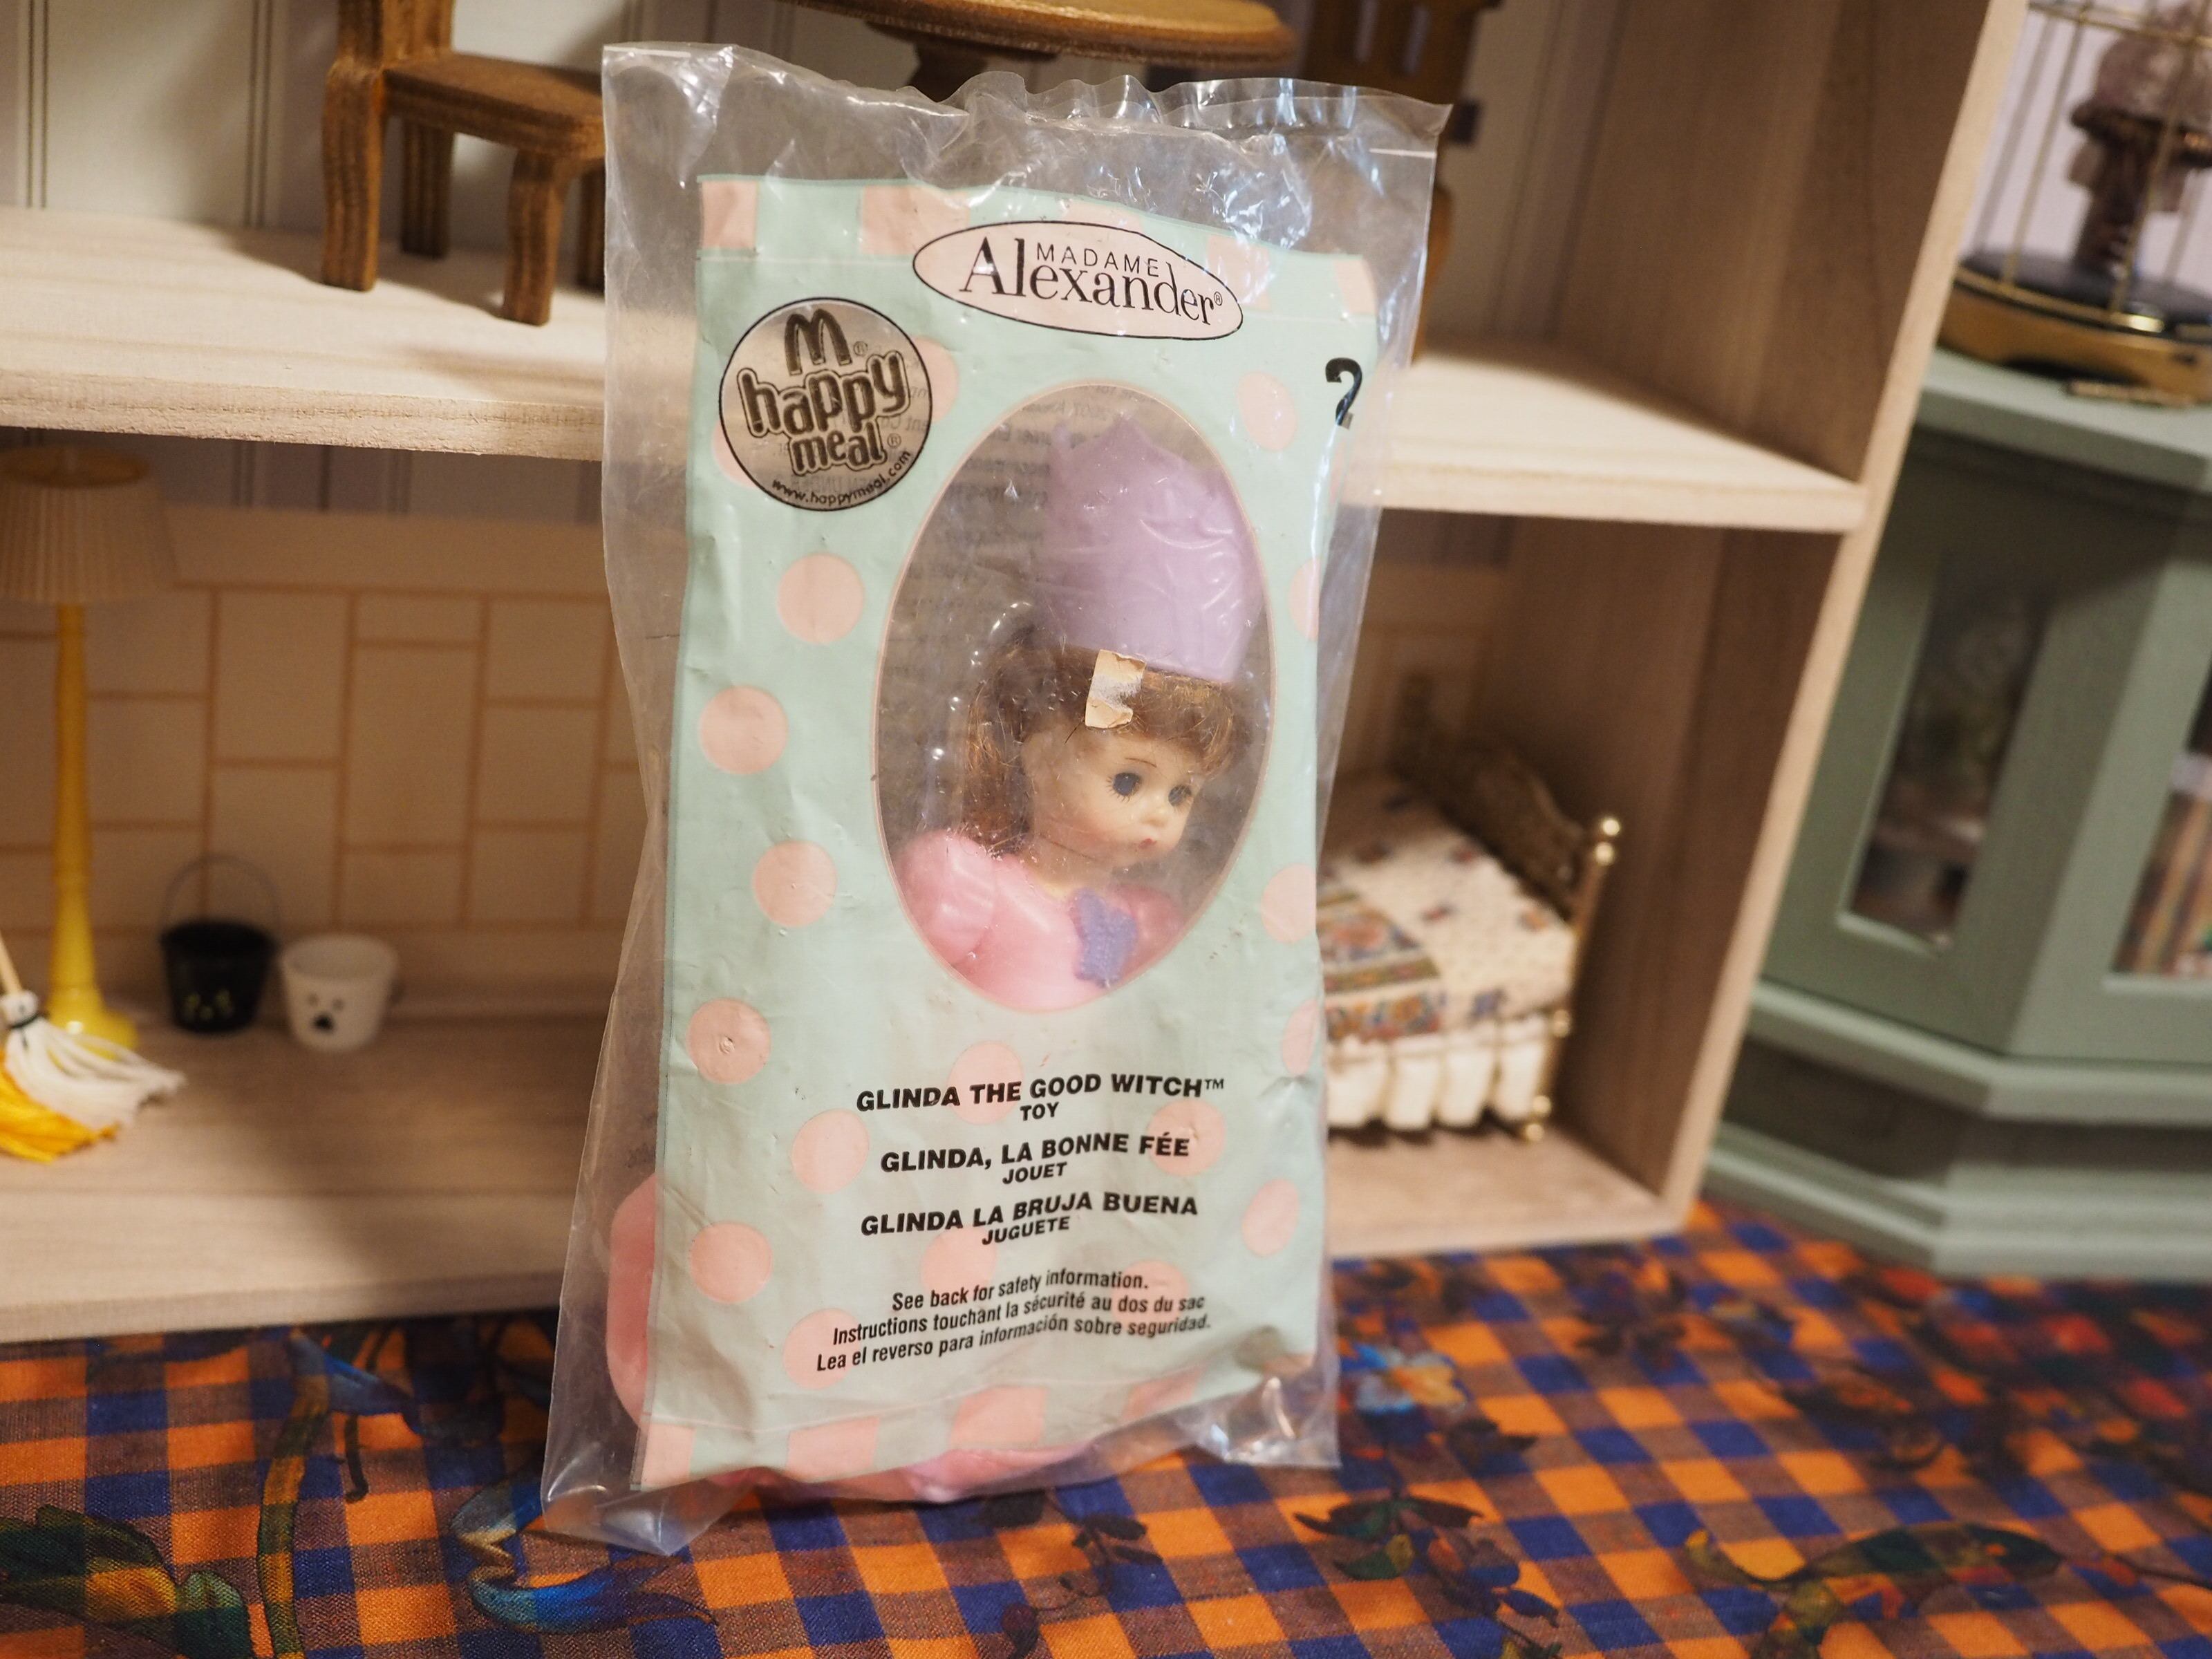 MADAME
Alexander®
®
happy
meal®
www.happymeal.com
2
GLINDA THE GOOD WITCH™
TOY
GLINDA, LA BONNE FÉE
JOUET
GLINDA LA BRUJA BUENA
JUGUETE
See back for safety information.
Instructions touchant la sécurité au dos du sac
Lea el reverso para información sobre seguridad.